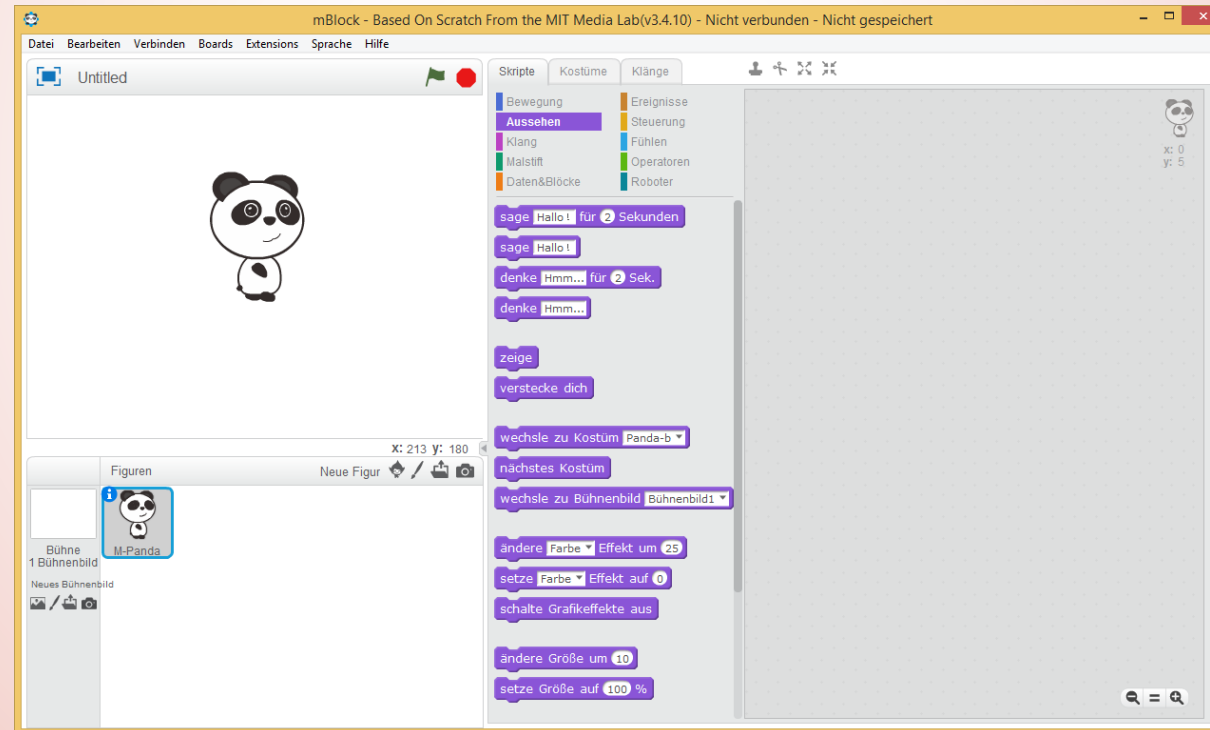 mBlock - Based On Scratch From the MIT Media Lab(v3.4.10) - Nicht verbunden - Nicht gespeichert
Datei Bearbeiten Verbinden Boards Extensions Sprache Hilfe
Untitled
X: 213 y: 180
Figuren
Neue Figur
Bühne
1 Bühnenbild
M-Panda
Neues Bühnenbild
Skripte Kostüme Klänge
Bewegung Ereignisse
Aussehen Steuerung
Klang Fühlen
Malstift Operatoren
Daten&Blöcke Roboter
sage Hallo! für 2 Sekunden
sage Hallo!
denke Hmm... für 2 Sek.
denke Hmm...
zeige
verstecke dich
wechsle zu Kostüm Panda-b
nächstes Kostüm
wechsle zu Bühnenbild Bühnenbild1
ändere Farbe Effekt um 25
setze Farbe Effekt auf 0
schalte Grafikeffekte aus
ändere Größe um 10
setze Größe auf 100 %
x: 0
y: 5